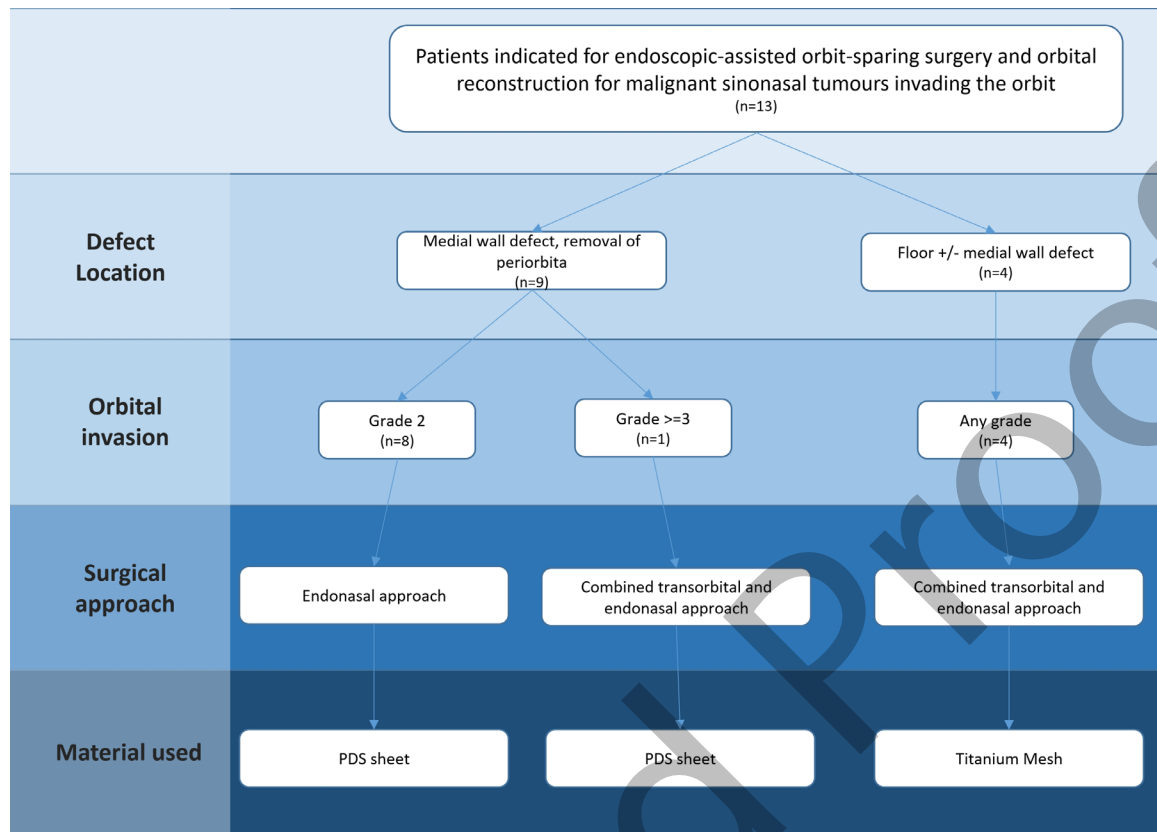 Patients indicated for endoscopic-assisted orbit-sparing surgery and orbital
reconstruction for malignant sinonasal tumours invading the orbit
(n=13)
Defect
Location
Medial wall defect, removal of
periorbita
(n=9)
Floor +/- medial wall defect
(n=4)
Orbital
invasion
Grade 2
(n=8)
Grade >=3
(n=1)
Any grade
(n=4)
Surgical
approach
Endonasal approach
Combined transorbital and
endonasal approach
Combined transorbital and
endonasal approach
Material used
PDS sheet
PDS sheet
Titanium Mesh